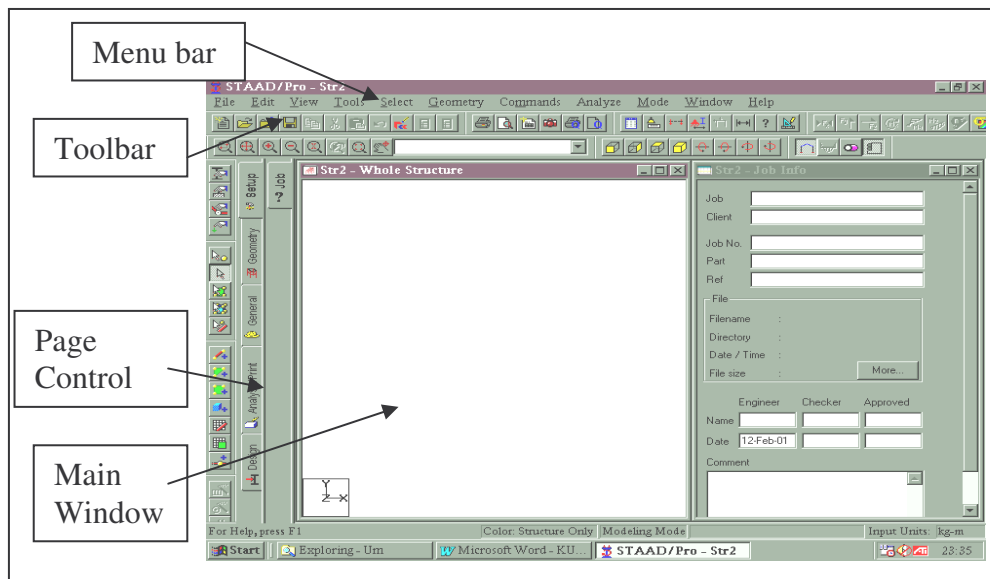 Menu bar
STAAD/Pro - Str2
File Edit View Tools Select Geometry Commands Analyze Mode Window Help
Toolbar
Setup
Geometry
General
Analysis/Print
Design
Job
Str2 - Whole Structure
Y
Z X
Page
Control
Main
Window
Str2 - Job Info
Job
Client
Job No.
Part
Ref
File
Filename :
Directory :
Date / Time :
File size : More...
Engineer Checker Approved
Name
Date 12-Feb-01
Comment
For Help, press F1 Color: Structure Only Modeling Mode Input Units: kg-m
Start Exploring - Um Microsoft Word - KU... STAAD/Pro - Str2 23:35